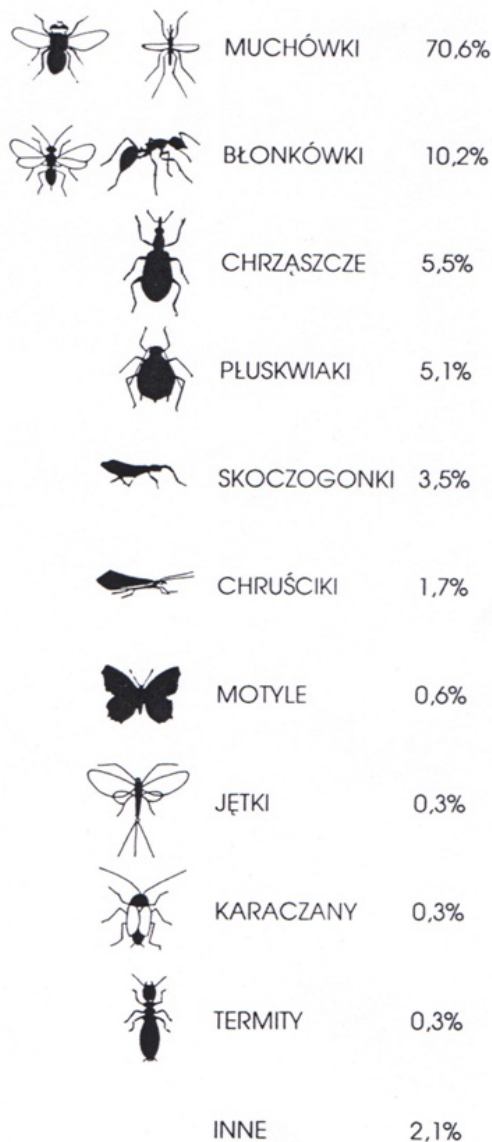 MUCHÓWKI 70,6%
BŁONKÓWKI 10,2%
CHRZĄSZCZE 5,5%
PŁUSKWIAKI 5,1%
SKOCZOGONKI 3,5%
CHRUŚCIKI 1,7%
MOTYLE 0,6%
JĘTKI 0,3%
KARACZANY 0,3%
TERMITY 0,3%
INNE 2,1%